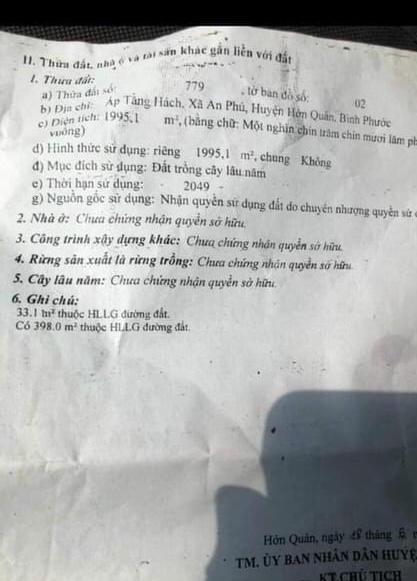 II. Thửa đất, nhà ở và tài sản khác gắn liền với đất
1. Thửa đất:
a) Thửa đất số: 779 , tờ bản đồ số: 02
b) Địa chỉ: Ấp Tằng Hách, Xã An Phú, Huyện Hớn Quản, Bình Phước
c) Diện tích: 1995,1 m², (bằng chữ: Một nghìn chín trăm chín mươi lăm ph
vuông)
d) Hình thức sử dụng: riêng 1995,1 m², chung Không
đ) Mục đích sử dụng: Đất trồng cây lâu năm
e) Thời hạn sử dụng: 2049
g) Nguồn gốc sử dụng: Nhận quyền sử dụng đất do chuyển nhượng quyền sử
2. Nhà ở: Chưa chứng nhận quyền sở hữu.
3. Công trình xây dựng khác: Chưa chứng nhận quyền sở hữu.
4. Rừng sản xuất là rừng trồng: Chưa chứng nhận quyền sở hữu.
5. Cây lâu năm: Chưa chứng nhận quyền sở hữu.
6. Ghi chú:
33.1 m² thuộc HLLG đường đất.
Có 398.0 m² thuộc HLLG đường đất.
Hớn Quản, ngày tháng
TM. ỦY BAN NHÂN DÂN HUYỆ
KT CHỦ TỊCH